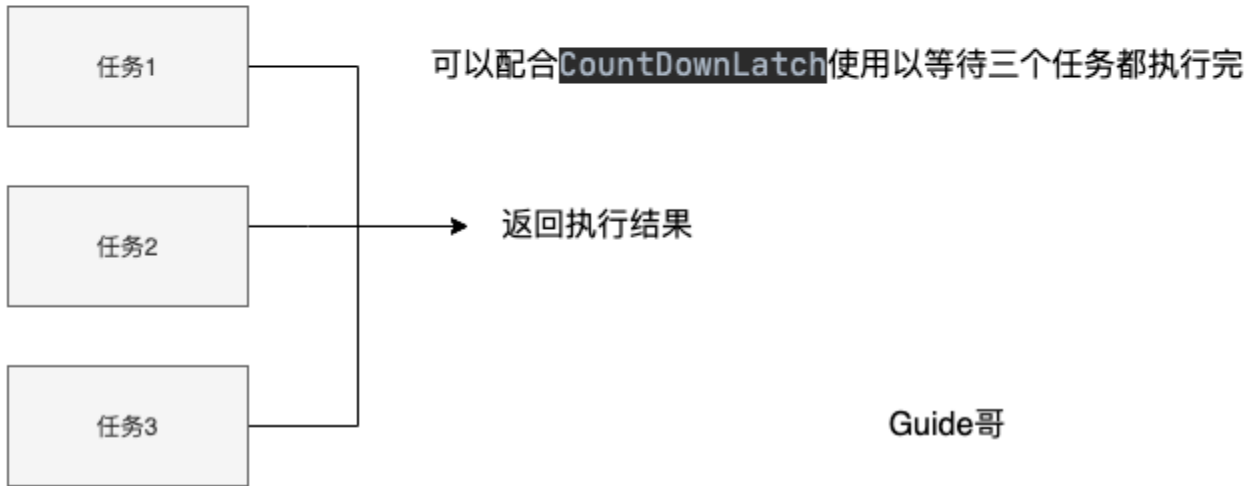 任务1
可以配合CountDownLatch使用以等待三个任务都执行完
任务2
返回执行结果
任务3
Guide哥